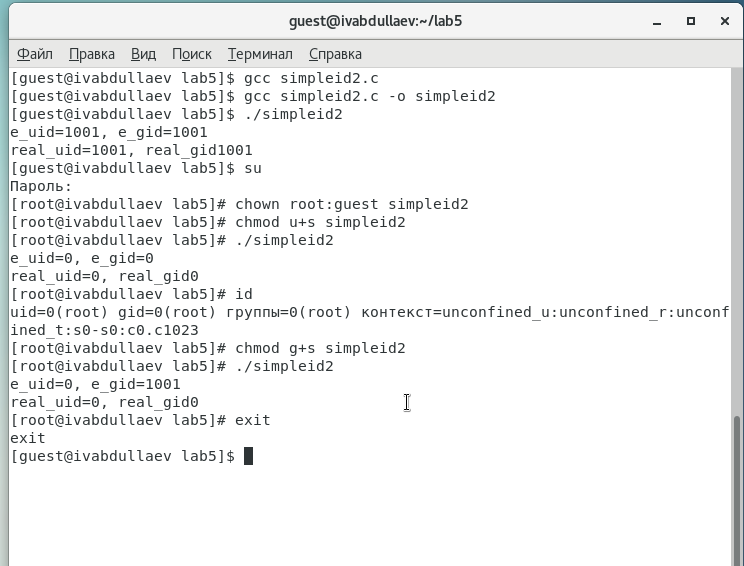 guest@ivabdullaev:~/lab5
Файл Правка Вид Поиск Терминал Справка
[guest@ivabdullaev lab5]$ gcc simpleid2.c
[guest@ivabdullaev lab5]$ gcc simpleid2.c -o simpleid2
[guest@ivabdullaev lab5]$ ./simpleid2
e_uid=1001, e_gid=1001
real_uid=1001, real_gid1001
[guest@ivabdullaev lab5]$ su
Пароль:
[root@ivabdullaev lab5]# chown root:guest simpleid2
[root@ivabdullaev lab5]# chmod u+s simpleid2
[root@ivabdullaev lab5]# ./simpleid2
e_uid=0, e_gid=0
real_uid=0, real_gid0
[root@ivabdullaev lab5]# id
uid=0(root) gid=0(root) группы=0(root) контекст=unconfined_u:unconfined_r:unconf
ined_t:s0-s0:c0.c1023
[root@ivabdullaev lab5]# chmod g+s simpleid2
[root@ivabdullaev lab5]# ./simpleid2
e_uid=0, e_gid=1001
real_uid=0, real_gid0
[root@ivabdullaev lab5]# exit
exit
[guest@ivabdullaev lab5]$